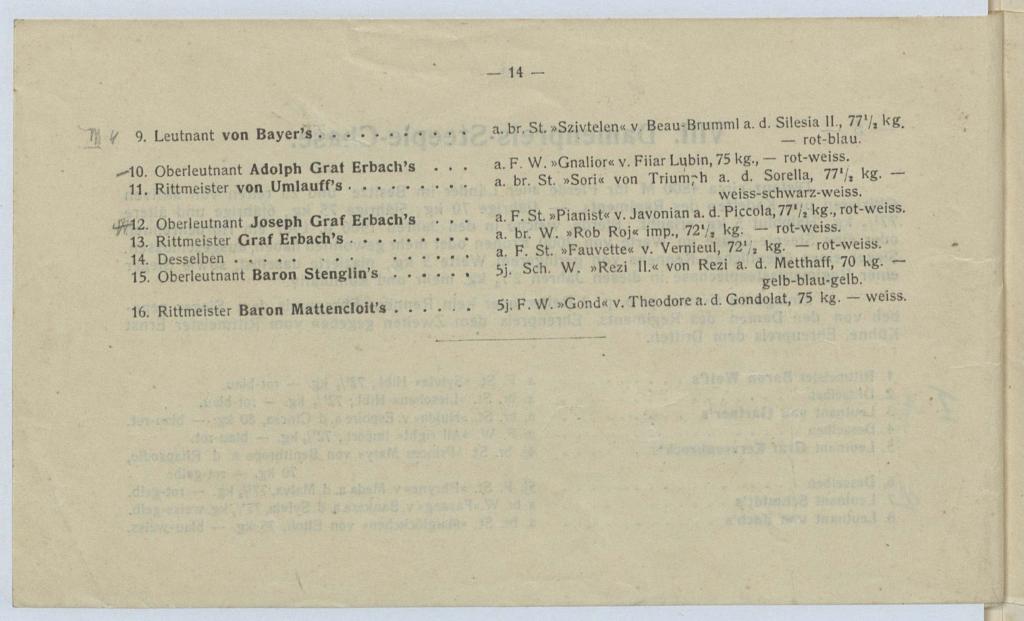 — 14 —
9. Leutnant von Bayer's . . . . . . . . . . . a. br. St. »Szivtelen« v. Beau-Brumml a. d. Silesia II., 77¹/₂ kg.
— rot-blau.
10. Oberleutnant Adolph Graf Erbach's . . . a. F. W. »Gnalior« v. Fiiar Lubin, 75 kg., — rot-weiss.
11. Rittmeister von Umlauff's . . . . . . . . . a. br. St. »Sori« von Triumph a. d. Sorella, 77¹/₂ kg. —
weiss-schwarz-weiss.
12. Oberleutnant Joseph Graf Erbach's . . . a. F. St. »Pianist« v. Javonian a. d. Piccola, 77¹/₂ kg., rot-weiss.
13. Rittmeister Graf Erbach's . . . . . . . . . a. br. W. »Rob Roj« imp., 72¹/₂ kg. — rot-weiss.
14. Desselben . . . . . . . . . . . . . . a. F. St. »Fauvette« v. Vernieul, 72¹/₂ kg. — rot-weiss.
15. Oberleutnant Baron Stenglin's . . . . . . 5j. Sch. W. »Rezi II.« von Rezi a. d. Metthaff, 70 kg. —
gelb-blau-gelb.
16. Rittmeister Baron Mattencloit's . . . . . . 5j. F. W. »Gond« v. Theodore a. d. Gondolat, 75 kg. — weiss.